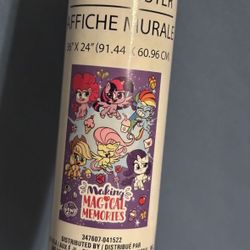 AFFICHE MURALE
36" X 24" (91.44 X 60.96 CM)
Making
MAGICAL
MEMORIES
347607-041522
DISTRIBUTED BY / DISTRIBUÉ PAR